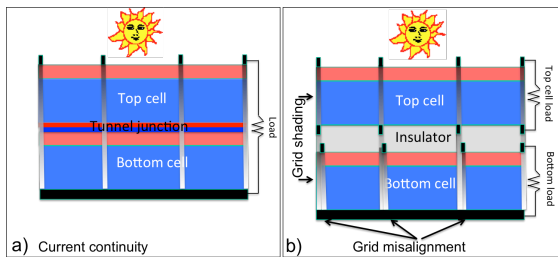 a)
Top cell
Tunnel junction
Bottom cell
Load
Current continuity
b)
Grid shading
Top cell
Insulator
Bottom cell
Top cell load
Bottom load
Grid misalignment